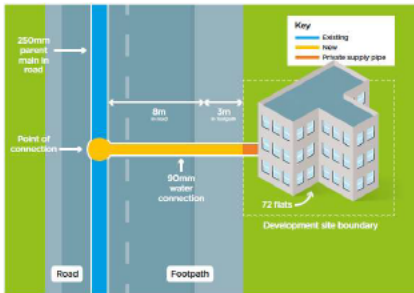 250mm
parent
main in
road
Key
Existing
New
Private supply pipe
8m
in road
3m
in footpath
Point of
connection
90mm
water
connection
72 flats
Development site boundary
Road
Footpath